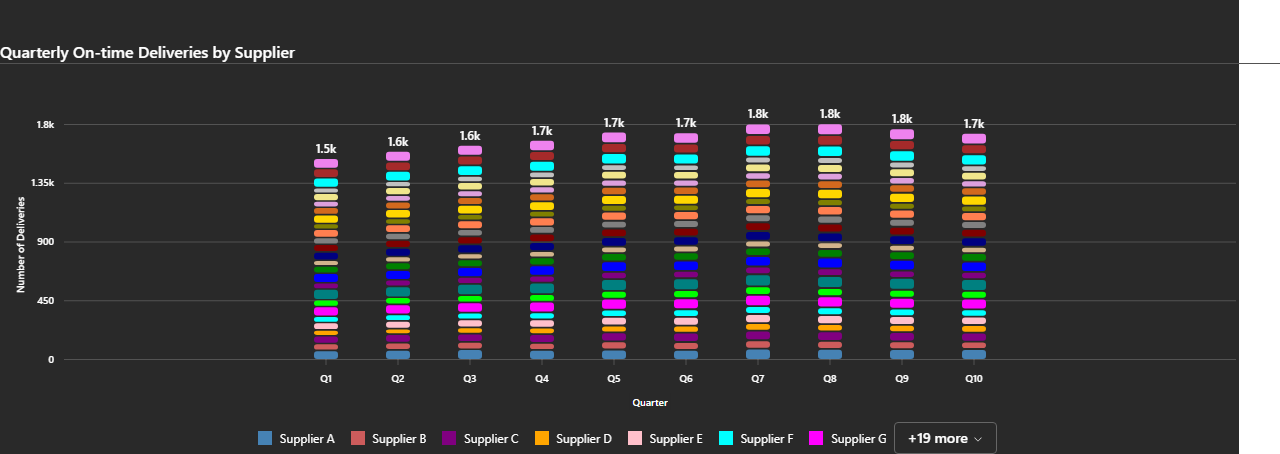 Quarterly On-time Deliveries by Supplier
1.5k 1.6k 1.6k 1.7k 1.7k 1.7k 1.8k 1.8k 1.8k 1.7k
1.8k
1.35k
900
450
0
Number of Deliveries
Q1 Q2 Q3 Q4 Q5 Q6 Q7 Q8 Q9 Q10
Quarter
Supplier A Supplier B Supplier C Supplier D Supplier E Supplier F Supplier G +19 more